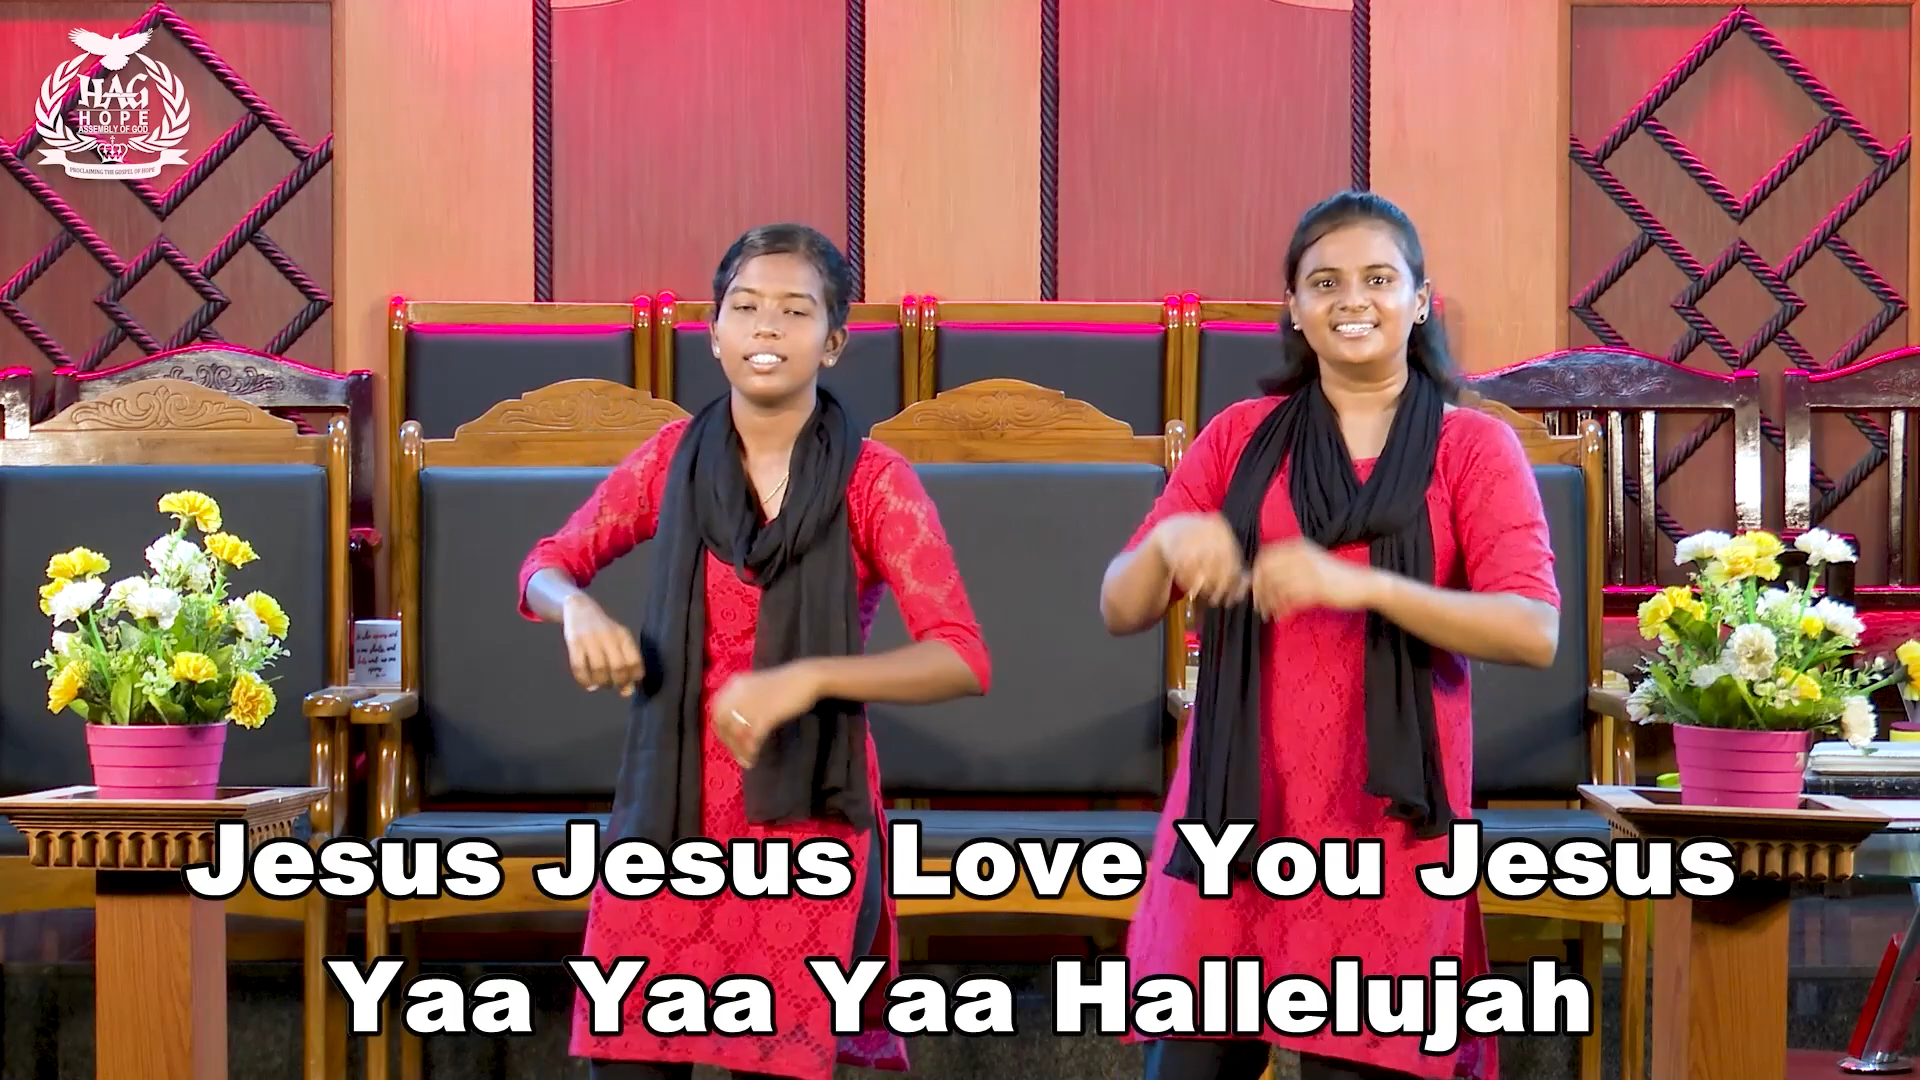 HAG
HOPE
ASSEMBLY OF GOD
PROCLAIMING THE GOSPEL OF HOPE
Jesus Jesus Love You Jesus
Yaa Yaa Yaa Hallelujah